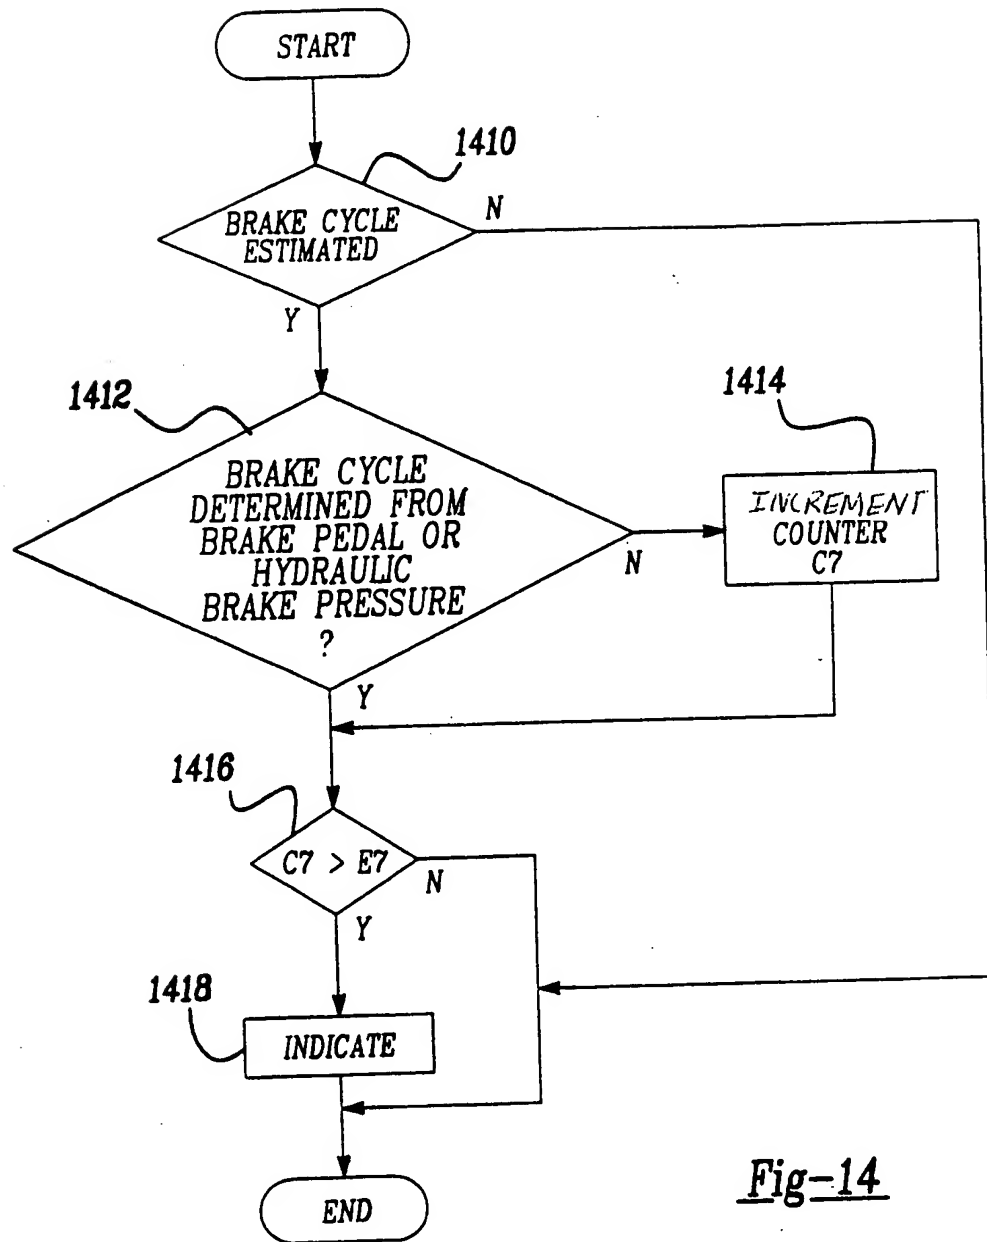 START
1410
BRAKE CYCLE
ESTIMATED
N
Y
1412
BRAKE CYCLE
DETERMINED FROM
BRAKE PEDAL OR
HYDRAULIC
BRAKE PRESSURE
?
N
Y
1414
INCREMENT
COUNTER
C7
1416
C7 > E7
N
Y
1418
INDICATE
END
Fig-14